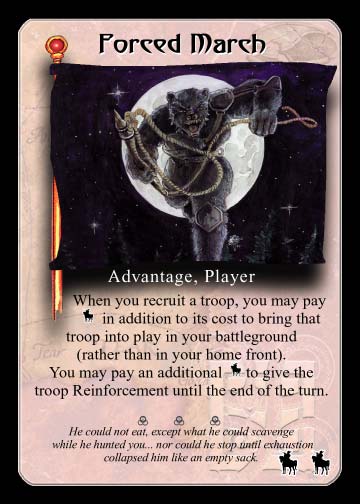 Forced March
Advantage, Player
When you recruit a troop, you may pay
in addition to its cost to bring that
troop into play in your battleground
(rather than in your home front).
You may pay an additional to give the
troop Reinforcement until the end of the turn.
He could not eat, except what he could scavenge
while he hunted you... nor could he stop until exhaustion
collapsed him like an empty sack.